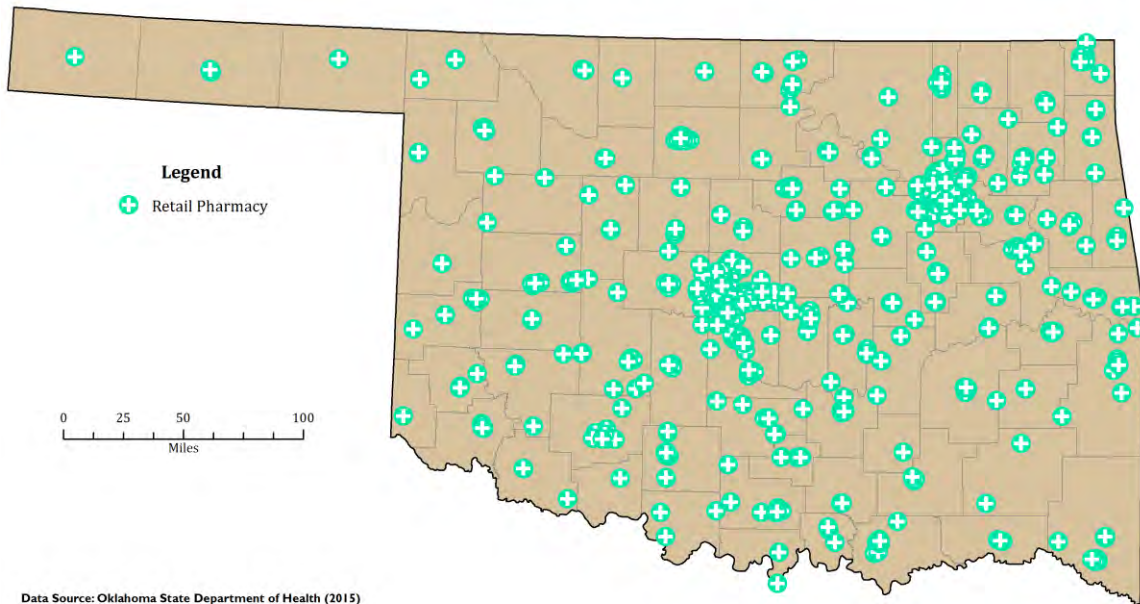 Legend
Retail Pharmacy
0 25 50 100
Miles
Data Source: Oklahoma State Department of Health (2015)